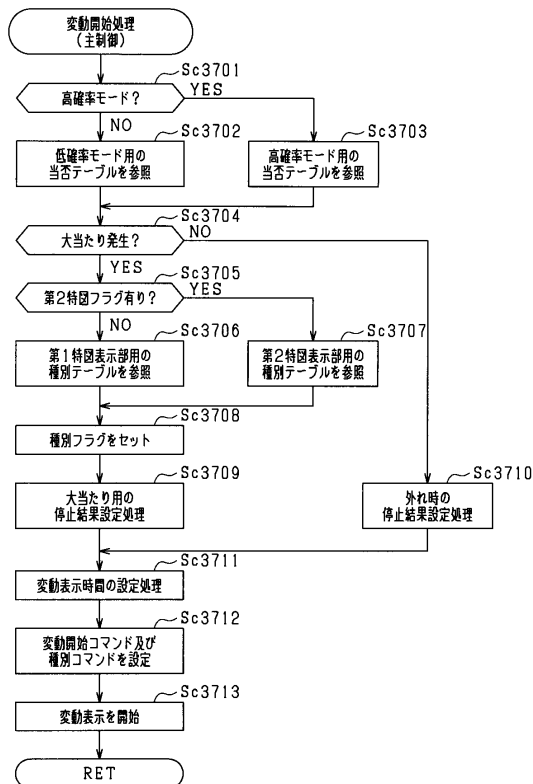 変動開始処理
(主制御)
Sc3701
高確率モード?
YES
NO
Sc3702
低確率モード用の
当否テーブルを参照
Sc3703
高確率モード用の
当否テーブルを参照
Sc3704
大当たり発生?
NO
YES
Sc3705
第2特図フラグ有り?
YES
NO
Sc3706
第1特図表示部用の
種別テーブルを参照
Sc3707
第2特図表示部用の
種別テーブルを参照
Sc3708
種別フラグをセット
Sc3709
大当たり用の
停止結果設定処理
Sc3710
外れ時の
停止結果設定処理
Sc3711
変動表示時間の設定処理
Sc3712
変動開始コマンド及び
種別コマンドを設定
Sc3713
変動表示を開始
RET